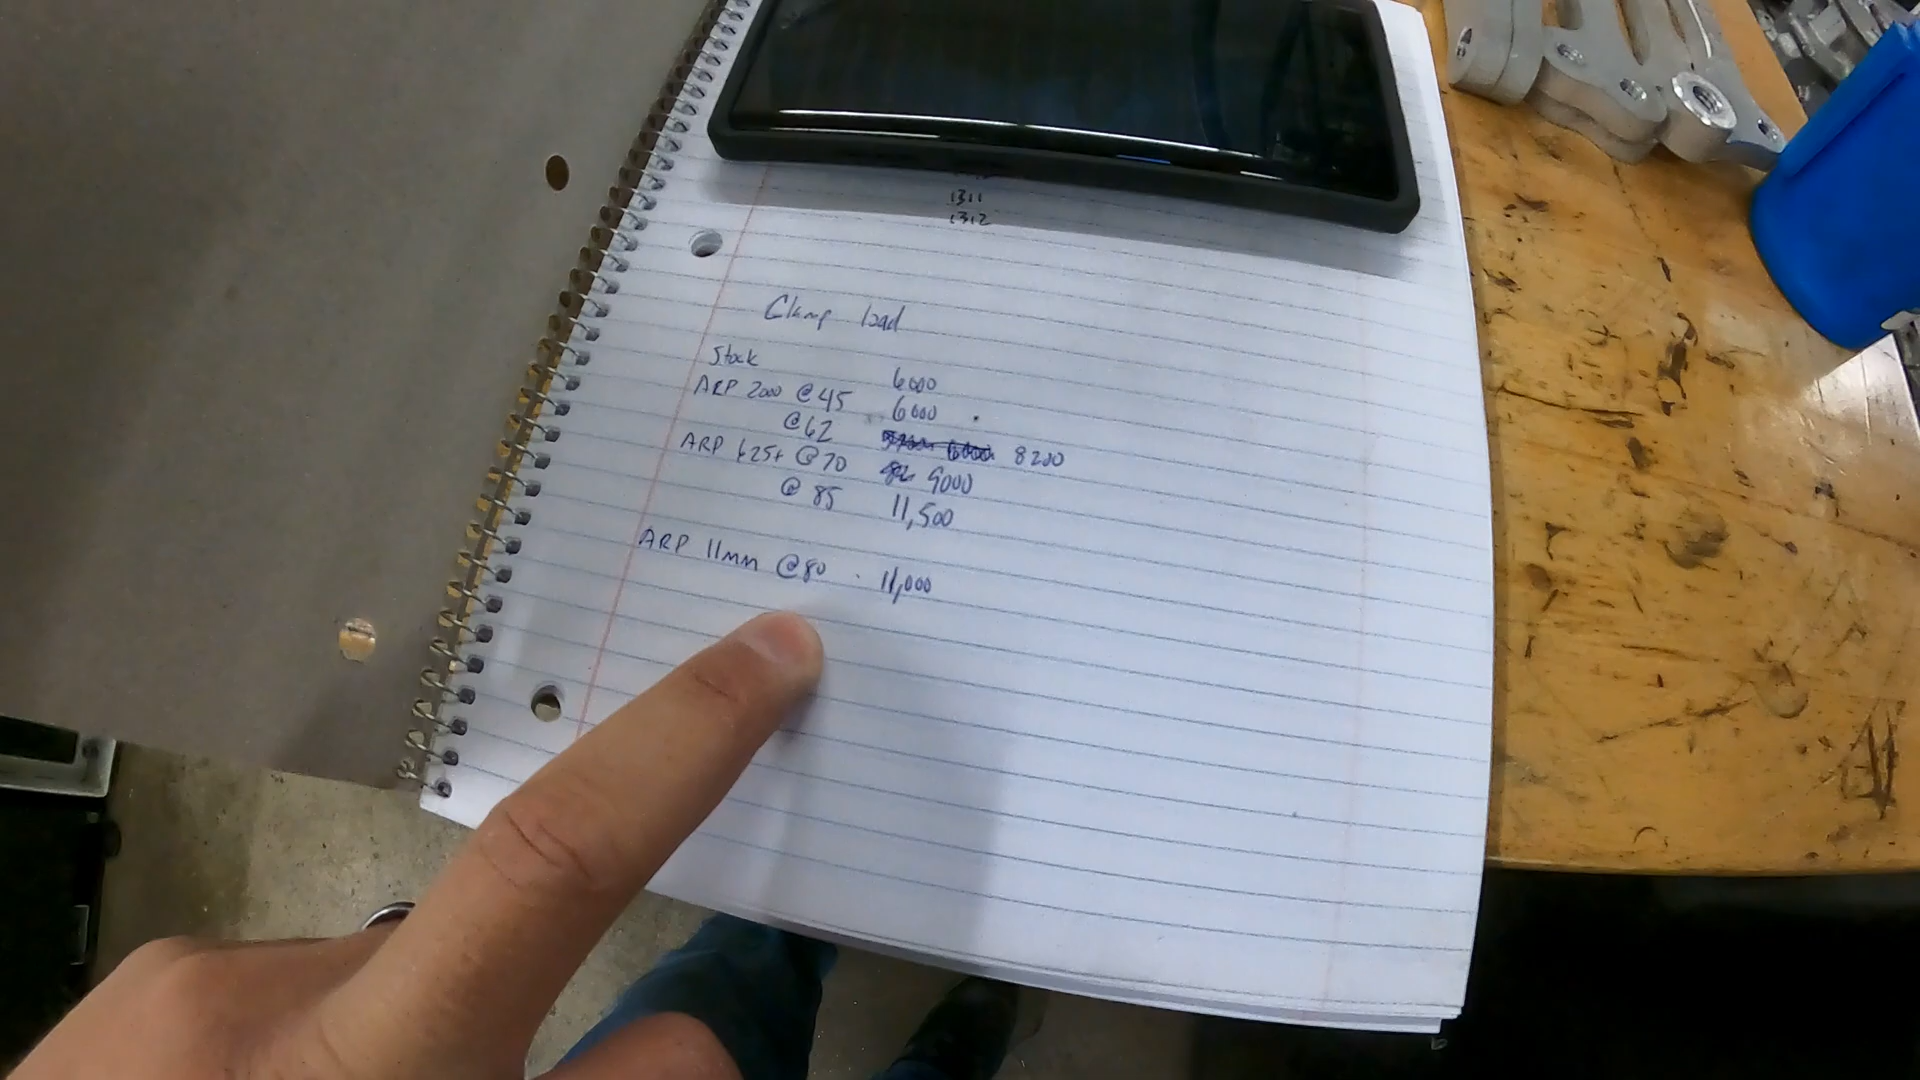 1311
1312
Clamp load
Stock 6000
ARP 2000 @45 6000
@62 8200
ARP 625+ @70 9000
@ 85 11,500
ARP 11mm @80 11,000